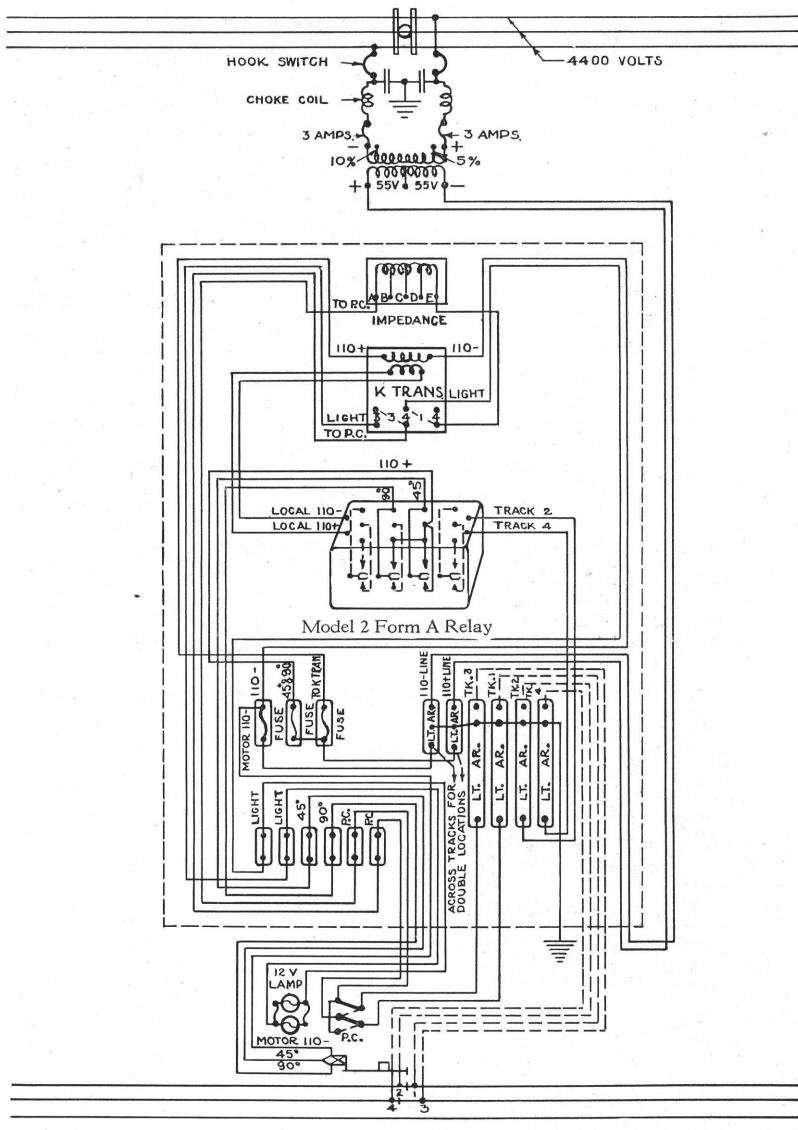 HOOK SWITCH
4400 VOLTS
CHOKE COIL
3 AMPS.
3 AMPS.
− +
10% 5%
+ 55V 55V −
A B C D E
TO P.C.
IMPEDANCE
110+ 110-
K TRANS.
LIGHT
LIGHT 3 3 4 1 4
TO P.C.
110+
90° 45°
LOCAL 110-
LOCAL 110+
TRACK 2
TRACK 4
Model 2 Form A Relay
110-
45°&90°
TO K TRAN
110-LINE
110+LINE
TK.3
TK.1
TK.2
TK.4
MOTOR 110-
FUSE
FUSE
FUSE
LT. AR.
LT. AR.
LT. AR.
LT. AR.
LT. AR.
LT. AR.
LIGHT
LIGHT
45°
90°
P.C.
P.C.
ACROSS TRACKS FOR
DOUBLE LOCATIONS
12 V
LAMP
P.C.
MOTOR 110-
45°
90°
2
4 3